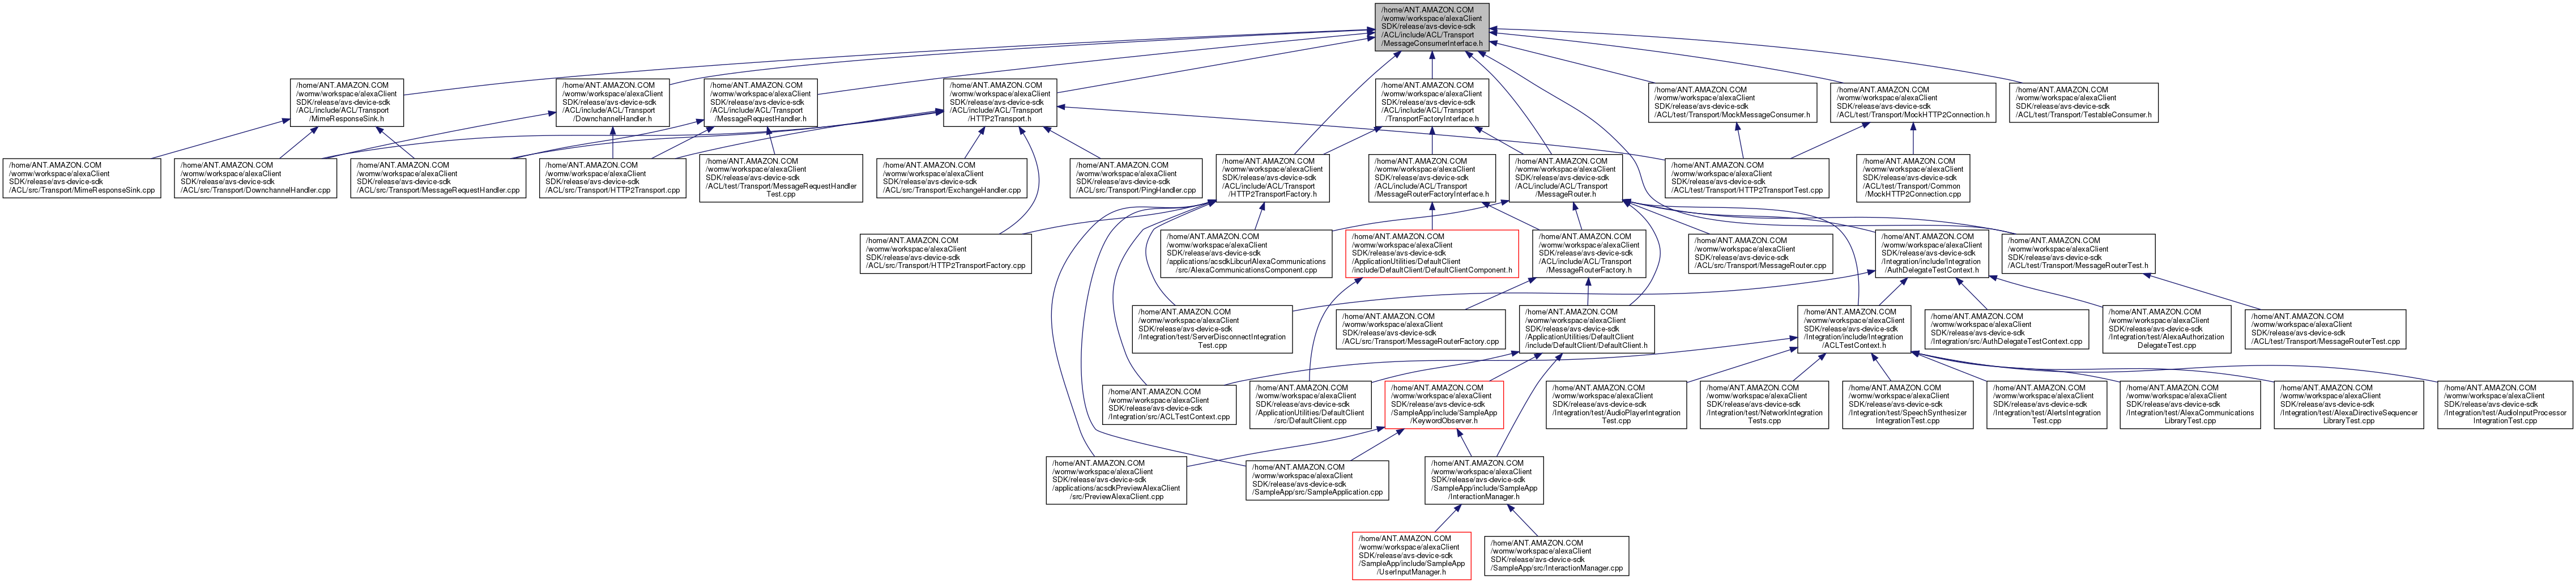 /home/ANT.AMAZON.COM
/womw/workspace/alexaClient
SDK/release/avs-device-sdk
/ACL/include/ACL/Transport
/MessageConsumerInterface.h
/home/ANT.AMAZON.COM
/womw/workspace/alexaClient
SDK/release/avs-device-sdk
/ACL/include/ACL/Transport
/MimeResponseSink.h
/home/ANT.AMAZON.COM
/womw/workspace/alexaClient
SDK/release/avs-device-sdk
/ACL/include/ACL/Transport
/DownchannelHandler.h
/home/ANT.AMAZON.COM
/womw/workspace/alexaClient
SDK/release/avs-device-sdk
/ACL/include/ACL/Transport
/MessageRequestHandler.h
/home/ANT.AMAZON.COM
/womw/workspace/alexaClient
SDK/release/avs-device-sdk
/ACL/include/ACL/Transport
/HTTP2Transport.h
/home/ANT.AMAZON.COM
/womw/workspace/alexaClient
SDK/release/avs-device-sdk
/ACL/include/ACL/Transport
/TransportFactoryInterface.h
/home/ANT.AMAZON.COM
/womw/workspace/alexaClient
SDK/release/avs-device-sdk
/ACL/test/Transport/MockMessageConsumer.h
/home/ANT.AMAZON.COM
/womw/workspace/alexaClient
SDK/release/avs-device-sdk
/ACL/test/Transport/MockHTTP2Connection.h
/home/ANT.AMAZON.COM
/womw/workspace/alexaClient
SDK/release/avs-device-sdk
/ACL/test/Transport/TestableConsumer.h
/home/ANT.AMAZON.COM
/womw/workspace/alexaClient
SDK/release/avs-device-sdk
/ACL/src/Transport/MimeResponseSink.cpp
/home/ANT.AMAZON.COM
/womw/workspace/alexaClient
SDK/release/avs-device-sdk
/ACL/src/Transport/DownchannelHandler.cpp
/home/ANT.AMAZON.COM
/womw/workspace/alexaClient
SDK/release/avs-device-sdk
/ACL/src/Transport/MessageRequestHandler.cpp
/home/ANT.AMAZON.COM
/womw/workspace/alexaClient
SDK/release/avs-device-sdk
/ACL/src/Transport/HTTP2Transport.cpp
/home/ANT.AMAZON.COM
/womw/workspace/alexaClient
SDK/release/avs-device-sdk
/ACL/test/Transport/MessageRequestHandler
Test.cpp
/home/ANT.AMAZON.COM
/womw/workspace/alexaClient
SDK/release/avs-device-sdk
/ACL/src/Transport/ExchangeHandler.cpp
/home/ANT.AMAZON.COM
/womw/workspace/alexaClient
SDK/release/avs-device-sdk
/ACL/src/Transport/PingHandler.cpp
/home/ANT.AMAZON.COM
/womw/workspace/alexaClient
SDK/release/avs-device-sdk
/ACL/include/ACL/Transport
/HTTP2TransportFactory.h
/home/ANT.AMAZON.COM
/womw/workspace/alexaClient
SDK/release/avs-device-sdk
/ACL/include/ACL/Transport
/MessageRouterFactoryInterface.h
/home/ANT.AMAZON.COM
/womw/workspace/alexaClient
SDK/release/avs-device-sdk
/ACL/include/ACL/Transport
/MessageRouter.h
/home/ANT.AMAZON.COM
/womw/workspace/alexaClient
SDK/release/avs-device-sdk
/ACL/test/Transport/HTTP2TransportTest.cpp
/home/ANT.AMAZON.COM
/womw/workspace/alexaClient
SDK/release/avs-device-sdk
/ACL/test/Transport/Common
/MockHTTP2Connection.cpp
/home/ANT.AMAZON.COM
/womw/workspace/alexaClient
SDK/release/avs-device-sdk
/ACL/src/Transport/HTTP2TransportFactory.cpp
/home/ANT.AMAZON.COM
/womw/workspace/alexaClient
SDK/release/avs-device-sdk
/applications/acsdkLibcurlAlexaCommunications
/src/AlexaCommunicationsComponent.cpp
/home/ANT.AMAZON.COM
/womw/workspace/alexaClient
SDK/release/avs-device-sdk
/ApplicationUtilities/DefaultClient
/include/DefaultClient/DefaultClientComponent.h
/home/ANT.AMAZON.COM
/womw/workspace/alexaClient
SDK/release/avs-device-sdk
/ACL/include/ACL/Transport
/MessageRouterFactory.h
/home/ANT.AMAZON.COM
/womw/workspace/alexaClient
SDK/release/avs-device-sdk
/ACL/src/Transport/MessageRouter.cpp
/home/ANT.AMAZON.COM
/womw/workspace/alexaClient
SDK/release/avs-device-sdk
/Integration/include/Integration
/AuthDelegateTestContext.h
/home/ANT.AMAZON.COM
/womw/workspace/alexaClient
SDK/release/avs-device-sdk
/ACL/test/Transport/MessageRouterTest.h
/home/ANT.AMAZON.COM
/womw/workspace/alexaClient
SDK/release/avs-device-sdk
/Integration/test/ServerDisconnectIntegration
Test.cpp
/home/ANT.AMAZON.COM
/womw/workspace/alexaClient
SDK/release/avs-device-sdk
/ACL/src/Transport/MessageRouterFactory.cpp
/home/ANT.AMAZON.COM
/womw/workspace/alexaClient
SDK/release/avs-device-sdk
/ApplicationUtilities/DefaultClient
/include/DefaultClient/DefaultClient.h
/home/ANT.AMAZON.COM
/womw/workspace/alexaClient
SDK/release/avs-device-sdk
/Integration/include/Integration
/ACLTestContext.h
/home/ANT.AMAZON.COM
/womw/workspace/alexaClient
SDK/release/avs-device-sdk
/Integration/src/AuthDelegateTestContext.cpp
/home/ANT.AMAZON.COM
/womw/workspace/alexaClient
SDK/release/avs-device-sdk
/Integration/test/AlexaAuthorization
DelegateTest.cpp
/home/ANT.AMAZON.COM
/womw/workspace/alexaClient
SDK/release/avs-device-sdk
/ACL/test/Transport/MessageRouterTest.cpp
/home/ANT.AMAZON.COM
/womw/workspace/alexaClient
SDK/release/avs-device-sdk
/Integration/src/ACLTestContext.cpp
/home/ANT.AMAZON.COM
/womw/workspace/alexaClient
SDK/release/avs-device-sdk
/ApplicationUtilities/DefaultClient
/src/DefaultClient.cpp
/home/ANT.AMAZON.COM
/womw/workspace/alexaClient
SDK/release/avs-device-sdk
/SampleApp/include/SampleApp
/KeywordObserver.h
/home/ANT.AMAZON.COM
/womw/workspace/alexaClient
SDK/release/avs-device-sdk
/Integration/test/AudioPlayerIntegration
Test.cpp
/home/ANT.AMAZON.COM
/womw/workspace/alexaClient
SDK/release/avs-device-sdk
/Integration/test/NetworkIntegration
Tests.cpp
/home/ANT.AMAZON.COM
/womw/workspace/alexaClient
SDK/release/avs-device-sdk
/Integration/test/SpeechSynthesizer
IntegrationTest.cpp
/home/ANT.AMAZON.COM
/womw/workspace/alexaClient
SDK/release/avs-device-sdk
/Integration/test/AlertsIntegration
Test.cpp
/home/ANT.AMAZON.COM
/womw/workspace/alexaClient
SDK/release/avs-device-sdk
/Integration/test/AlexaCommunications
LibraryTest.cpp
/home/ANT.AMAZON.COM
/womw/workspace/alexaClient
SDK/release/avs-device-sdk
/Integration/test/AlexaDirectiveSequencer
LibraryTest.cpp
/home/ANT.AMAZON.COM
/womw/workspace/alexaClient
SDK/release/avs-device-sdk
/Integration/test/AudioInputProcessor
IntegrationTest.cpp
/home/ANT.AMAZON.COM
/womw/workspace/alexaClient
SDK/release/avs-device-sdk
/applications/acsdkPreviewAlexaClient
/src/PreviewAlexaClient.cpp
/home/ANT.AMAZON.COM
/womw/workspace/alexaClient
SDK/release/avs-device-sdk
/SampleApp/src/SampleApplication.cpp
/home/ANT.AMAZON.COM
/womw/workspace/alexaClient
SDK/release/avs-device-sdk
/SampleApp/include/SampleApp
/InteractionManager.h
/home/ANT.AMAZON.COM
/womw/workspace/alexaClient
SDK/release/avs-device-sdk
/SampleApp/include/SampleApp
/UserInputManager.h
/home/ANT.AMAZON.COM
/womw/workspace/alexaClient
SDK/release/avs-device-sdk
/SampleApp/src/InteractionManager.cpp